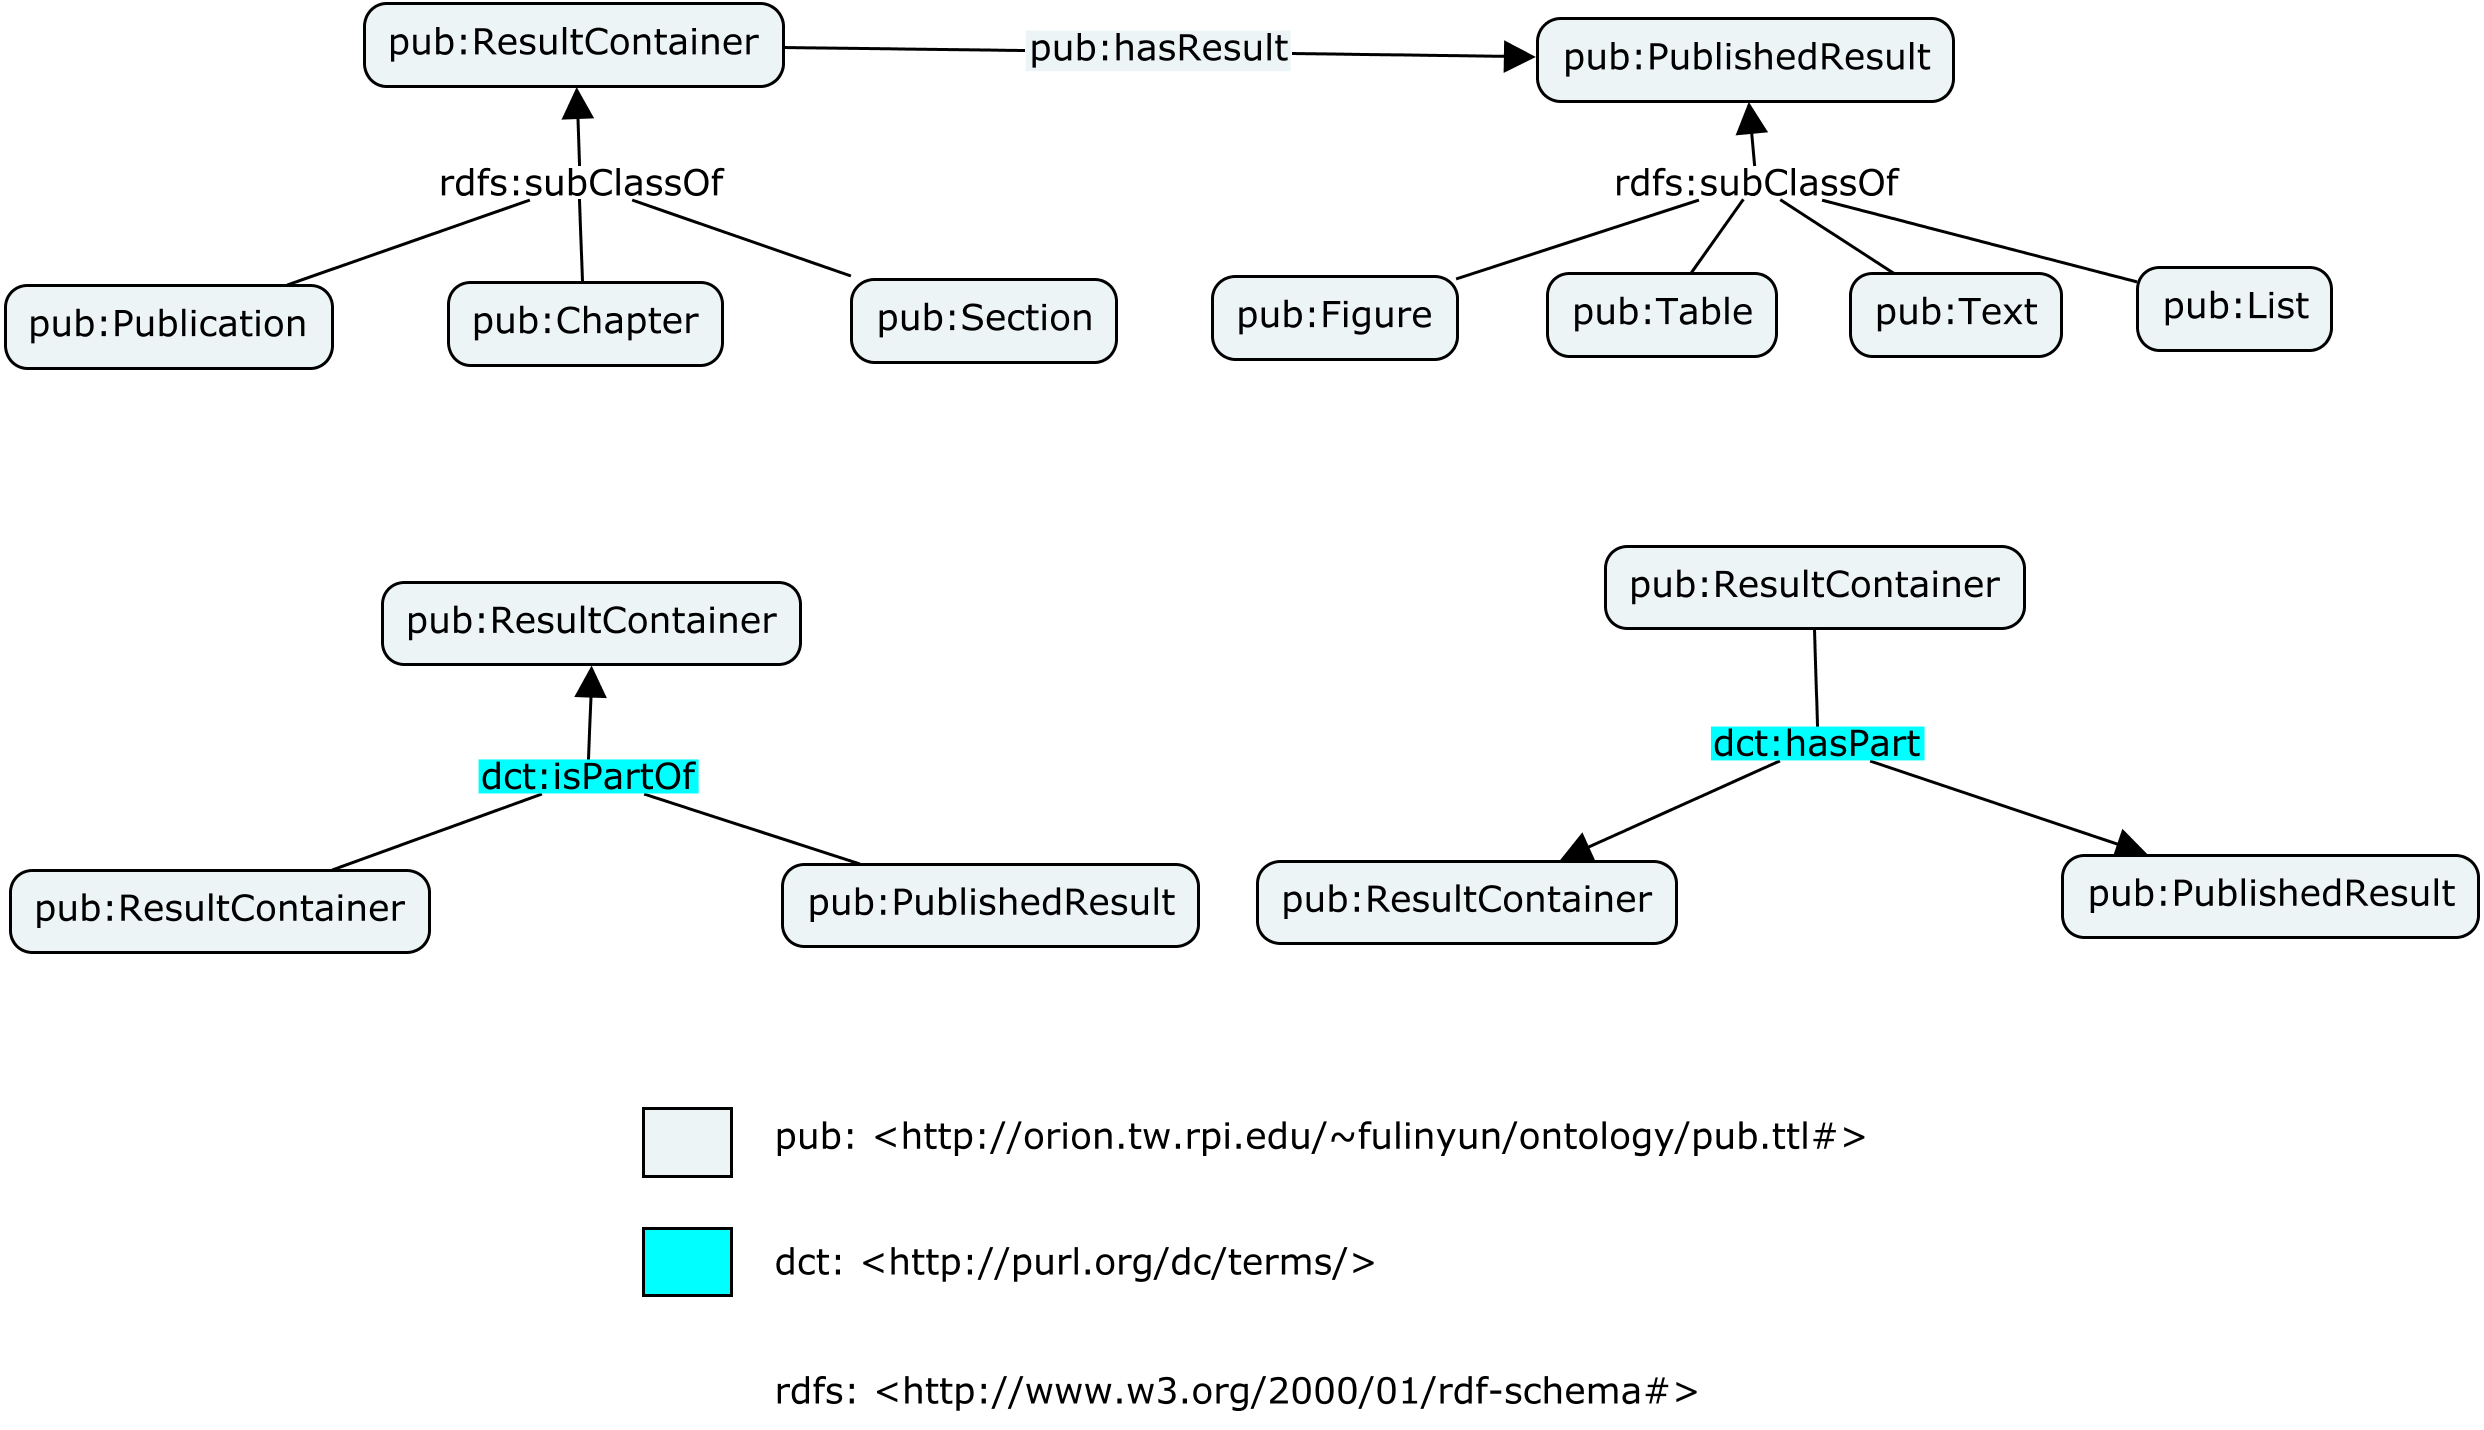 pub:ResultContainer
pub:hasResult
pub:PublishedResult
rdfs:subClassOf
rdfs:subClassOf
pub:Publication
pub:Chapter
pub:Section
pub:Figure
pub:Table
pub:Text
pub:List
pub:ResultContainer
dct:isPartOf
pub:ResultContainer
pub:PublishedResult
pub:ResultContainer
dct:hasPart
pub:ResultContainer
pub:PublishedResult
pub: <http://orion.tw.rpi.edu/~fulinyun/ontology/pub.ttl#>
dct: <http://purl.org/dc/terms/>
rdfs: <http://www.w3.org/2000/01/rdf-schema#>